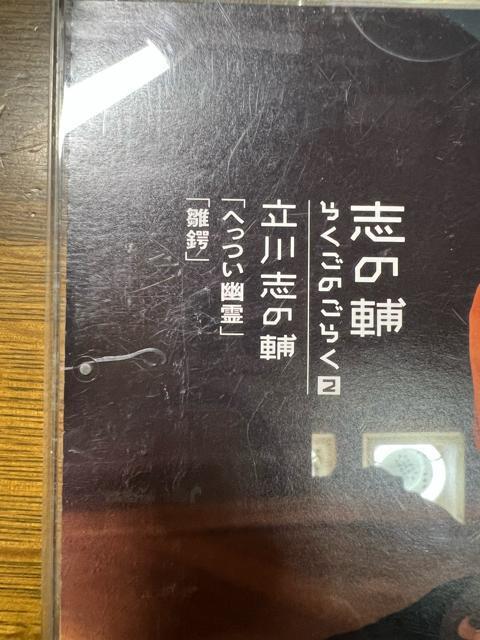 志の輔
らくごのごらく2
立川志の輔
「へっつい幽霊」
「雛鍔」